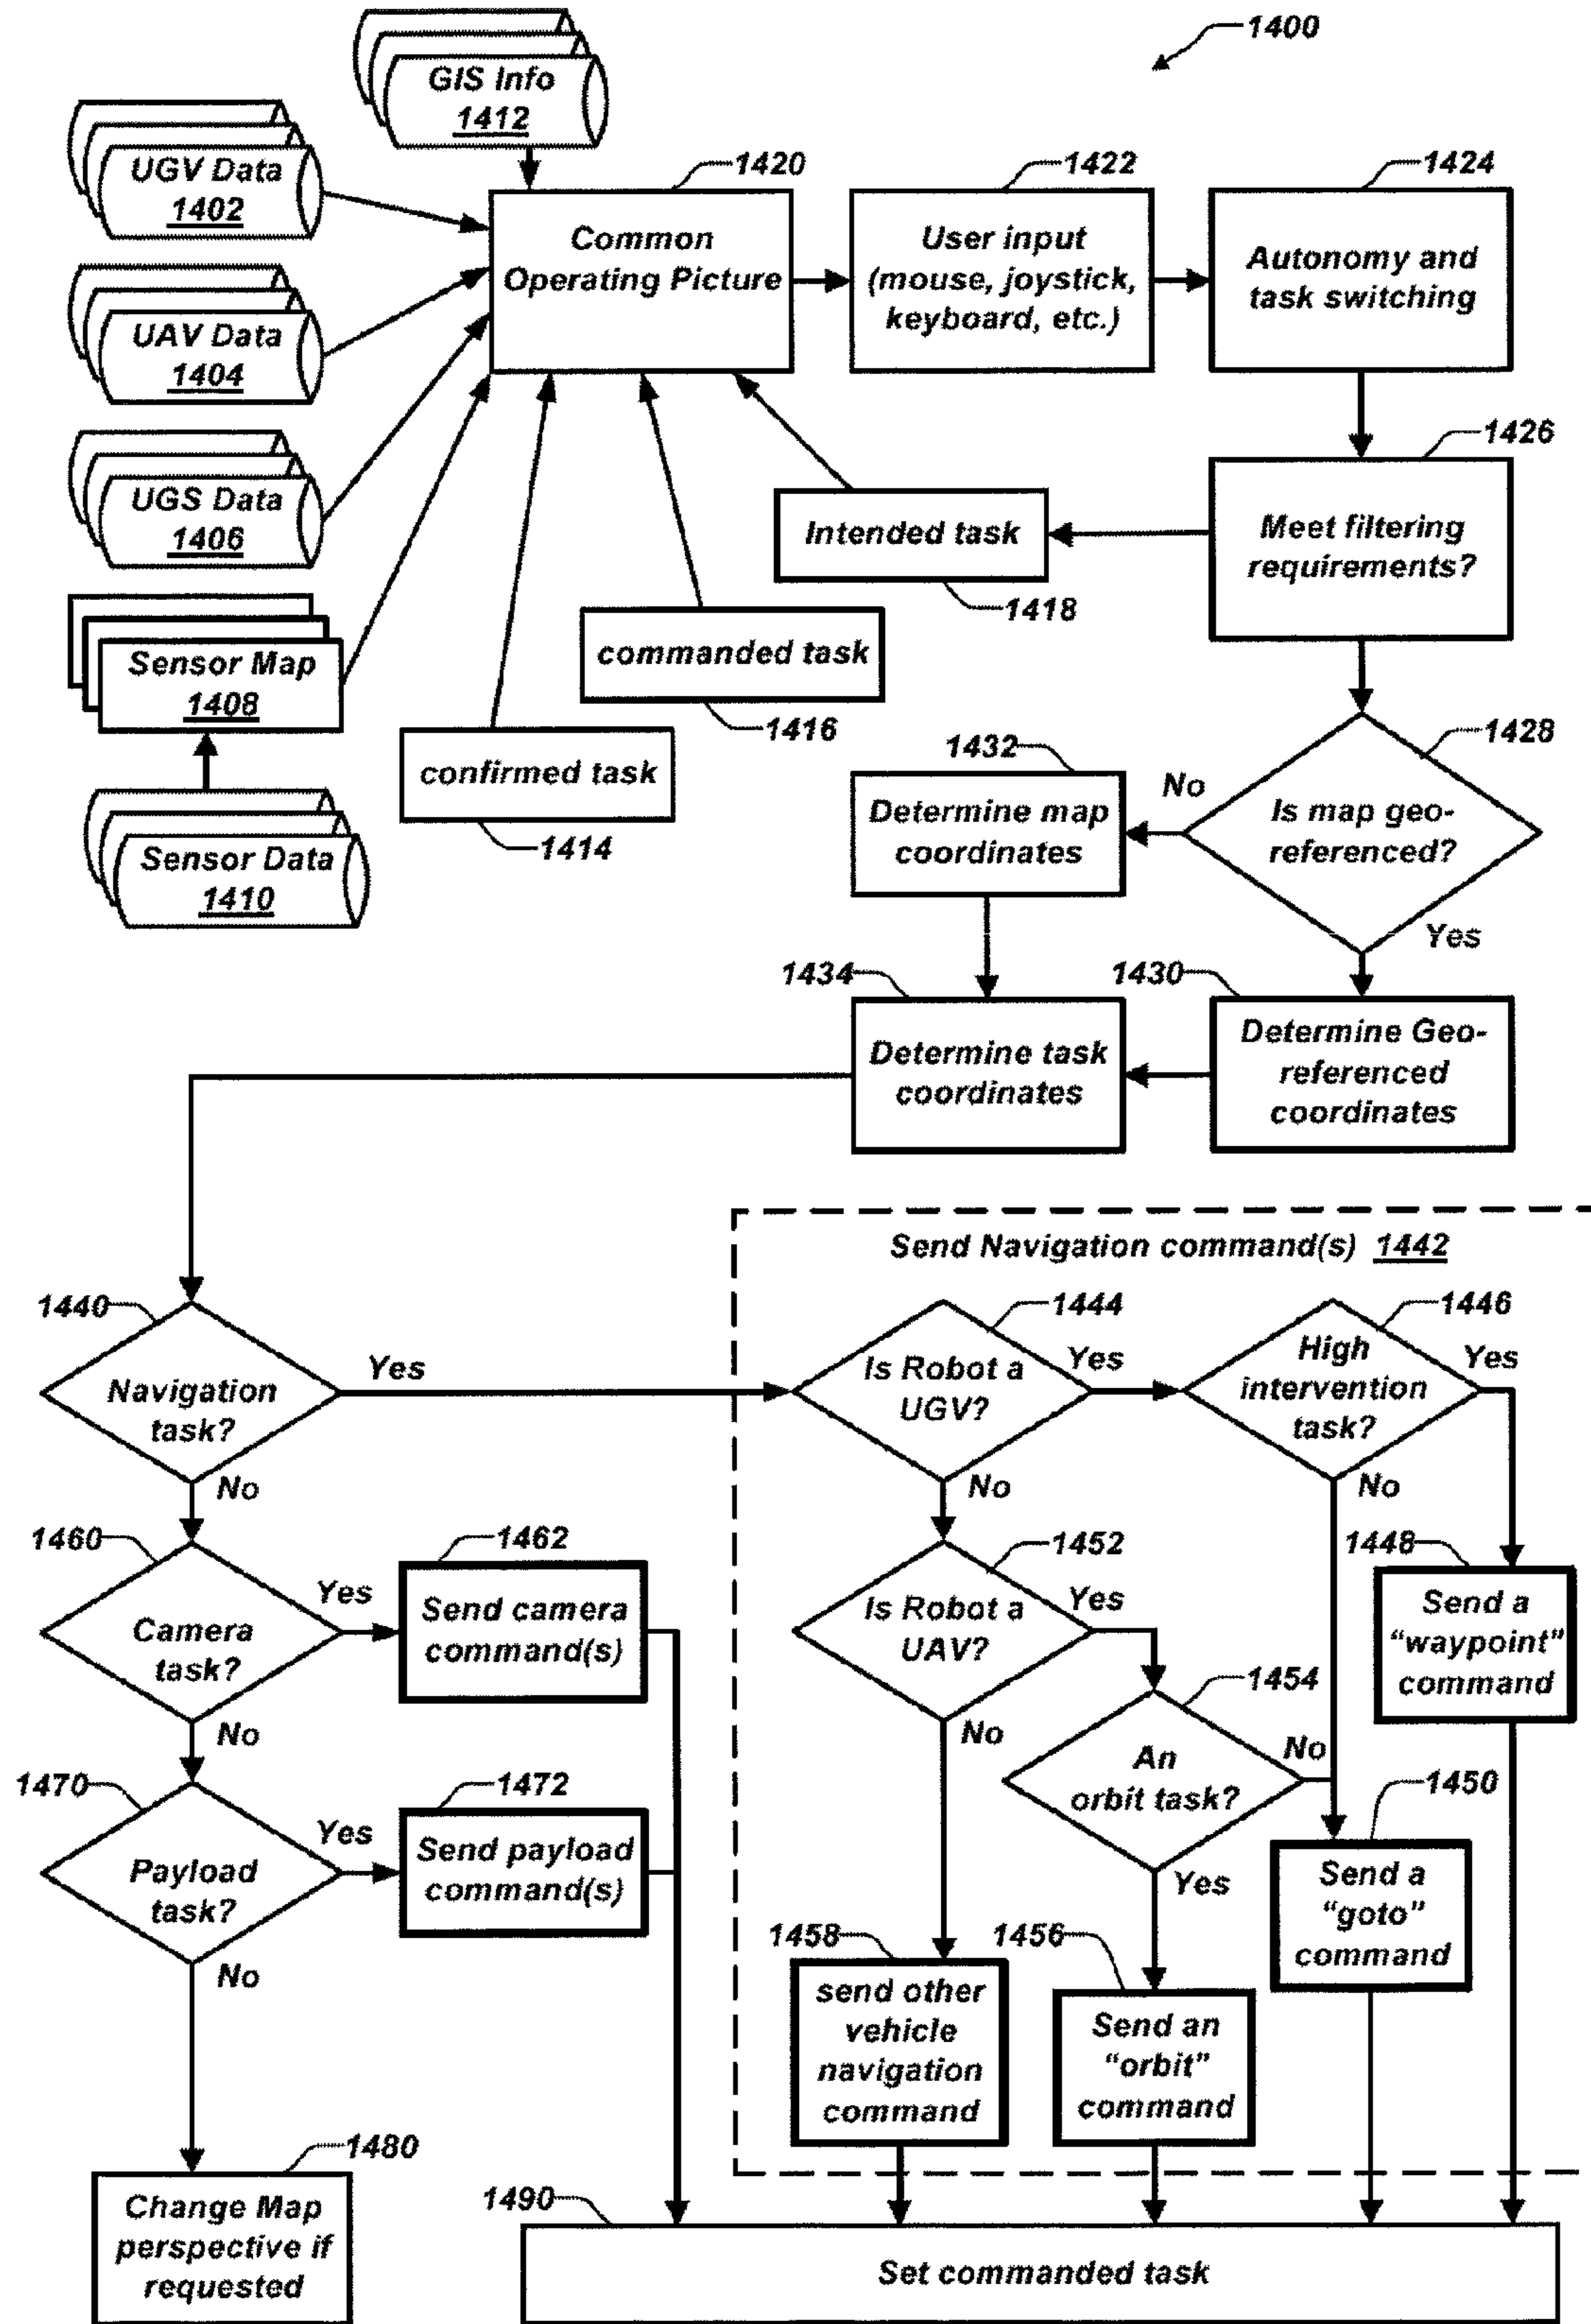 1400
GIS Info
1412
UGV Data
1402
1420
Common
Operating Picture
1422
User input
(mouse, joystick,
keyboard, etc.)
1424
Autonomy and
task switching
UAV Data
1404
1426
Meet filtering
requirements?
UGS Data
1406
Intended task
1418
commanded task
1416
Sensor Map
1408
confirmed task
1414
Sensor Data
1410
1428
Is map geo-
referenced?
No
Yes
1432
Determine map
coordinates
1434
Determine task
coordinates
1430
Determine Geo-
referenced
coordinates
Send Navigation command(s) 1442
1440
Navigation
task?
Yes
No
1444
Is Robot a
UGV?
Yes
No
1446
High
intervention
task?
Yes
No
1460
Camera
task?
Yes
No
1462
Send camera
command(s)
1452
Is Robot a
UAV?
Yes
No
1448
Send a
“waypoint”
command
1454
An
orbit task?
No
Yes
1470
Payload
task?
Yes
No
1472
Send payload
command(s)
1450
Send a
“goto”
command
1458
send other
vehicle
navigation
command
1456
Send an
“orbit”
command
1480
Change Map
perspective if
requested
1490
Set commanded task